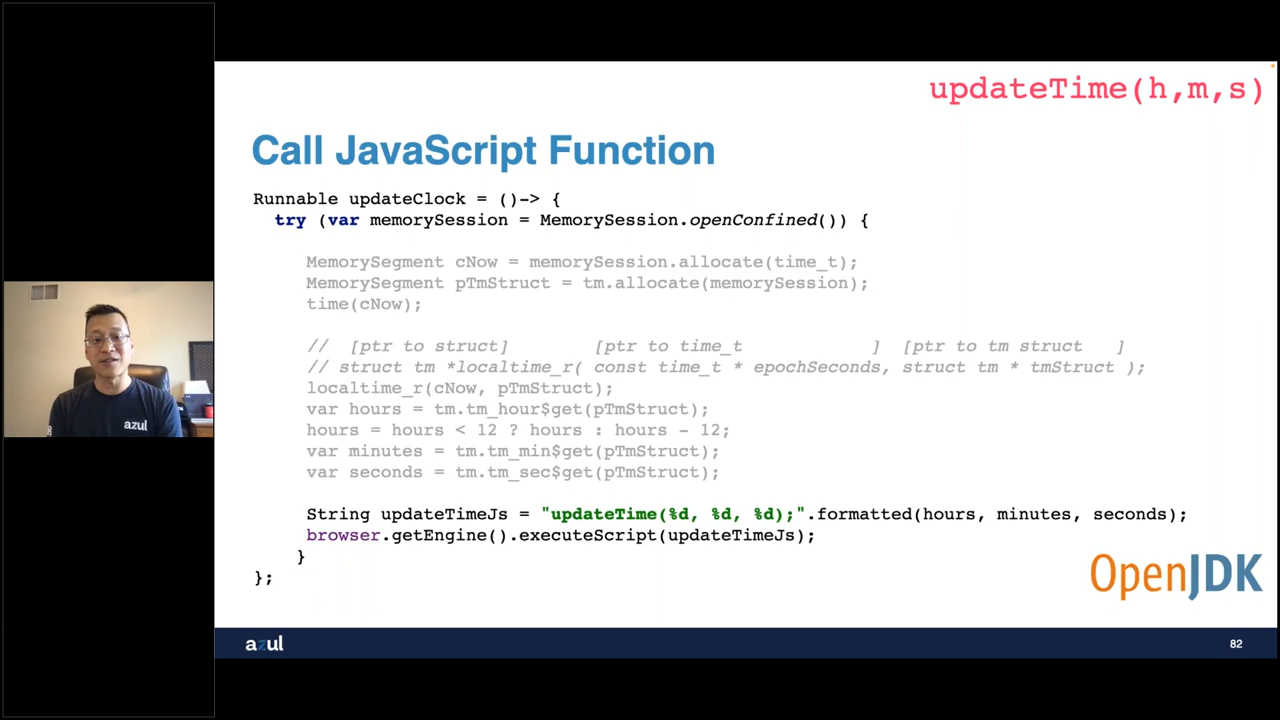 updateTime(h,m,s)
Call JavaScript Function
Runnable updateClock = ()-> {
try (var memorySession = MemorySession.openConfined()) {
MemorySegment cNow = memorySession.allocate(time_t);
MemorySegment pTmStruct = tm.allocate(memorySession);
time(cNow);
// [ptr to struct] [ptr to time_t ] [ptr to tm struct ]
// struct tm *localtime_r( const time_t * epochSeconds, struct tm * tmStruct );
localtime_r(cNow, pTmStruct);
var hours = tm.tm_hour$get(pTmStruct);
hours = hours < 12 ? hours : hours - 12;
var minutes = tm.tm_min$get(pTmStruct);
var seconds = tm.tm_sec$get(pTmStruct);
String updateTimeJs = "updateTime(%d, %d, %d);".formatted(hours, minutes, seconds);
browser.getEngine().executeScript(updateTimeJs);
}
};
OpenJDK
azul
82
azul